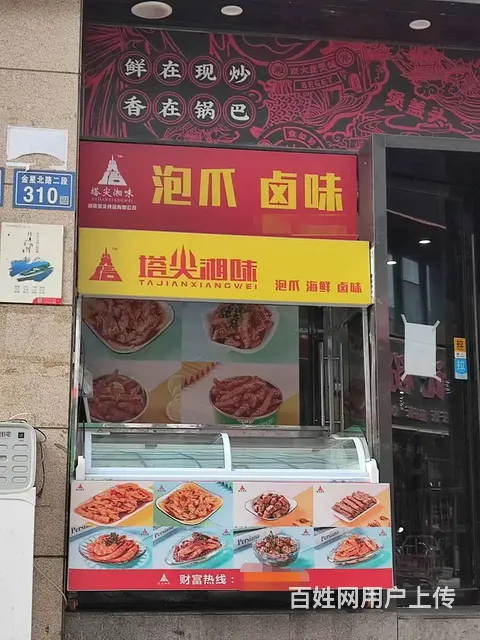 鲜在现炒
香在锅巴
金星北路二段
310
塔尖湘味
泡爪 卤味
塔尖湘味
TAJIANXIANGWEI
泡爪 海鲜 卤味
拉
拉
财富热线：
百姓网用户上传